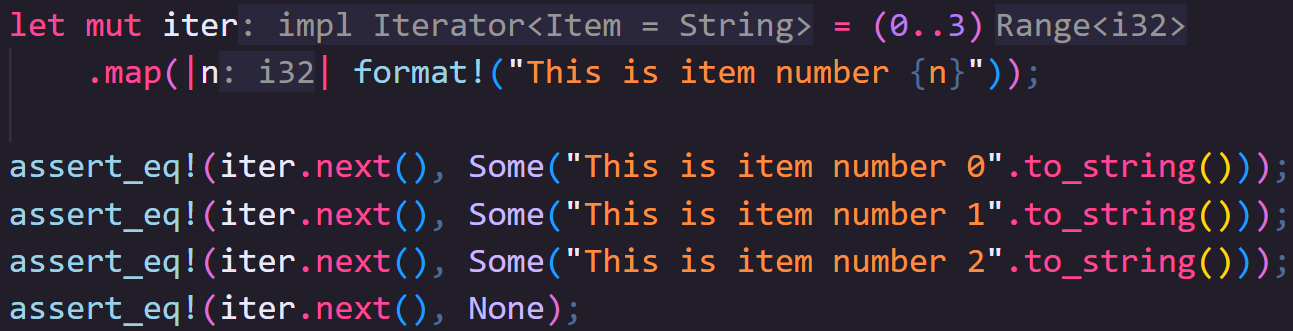 let mut iter: impl Iterator<Item = String> = (0..3) Range<i32>
    .map(|n: i32| format!("This is item number {n}"));

assert_eq!(iter.next(), Some("This is item number 0".to_string()));
assert_eq!(iter.next(), Some("This is item number 1".to_string()));
assert_eq!(iter.next(), Some("This is item number 2".to_string()));
assert_eq!(iter.next(), None);